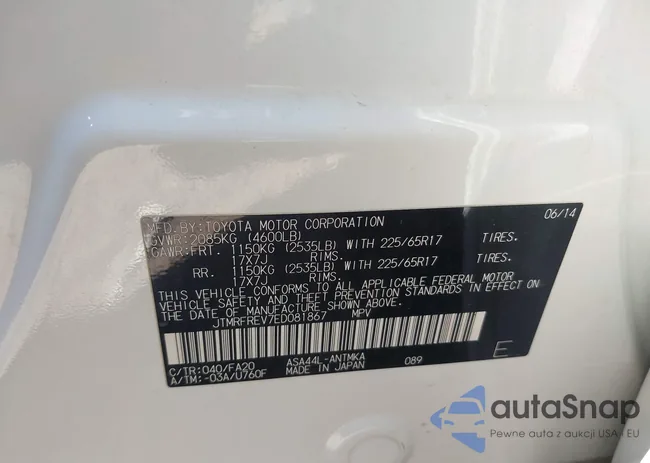 MFD.BY:TOYOTA MOTOR CORPORATION 06/14
GVWR:2085KG (4600LB)
GAWR:FRT. 1150KG (2535LB) WITH 225/65R17 TIRES.
17X7J RIMS.
RR. 1150KG (2535LB) WITH 225/65R17 TIRES.
17X7J RIMS.
THIS VEHICLE CONFORMS TO ALL APPLICABLE FEDERAL MOTOR
VEHICLE SAFETY AND THEFT PREVENTION STANDARDS IN EFFECT ON
THE DATE OF MANUFACTURE SHOWN ABOVE.
JTMRFREV7ED081867 MPV
C/TR:040/FA20 ASA44L-ANTMKA 089 E
A/TM:-03A/U760F MADE IN JAPAN
autaSnap
Pewne auta z aukcji USA - EU